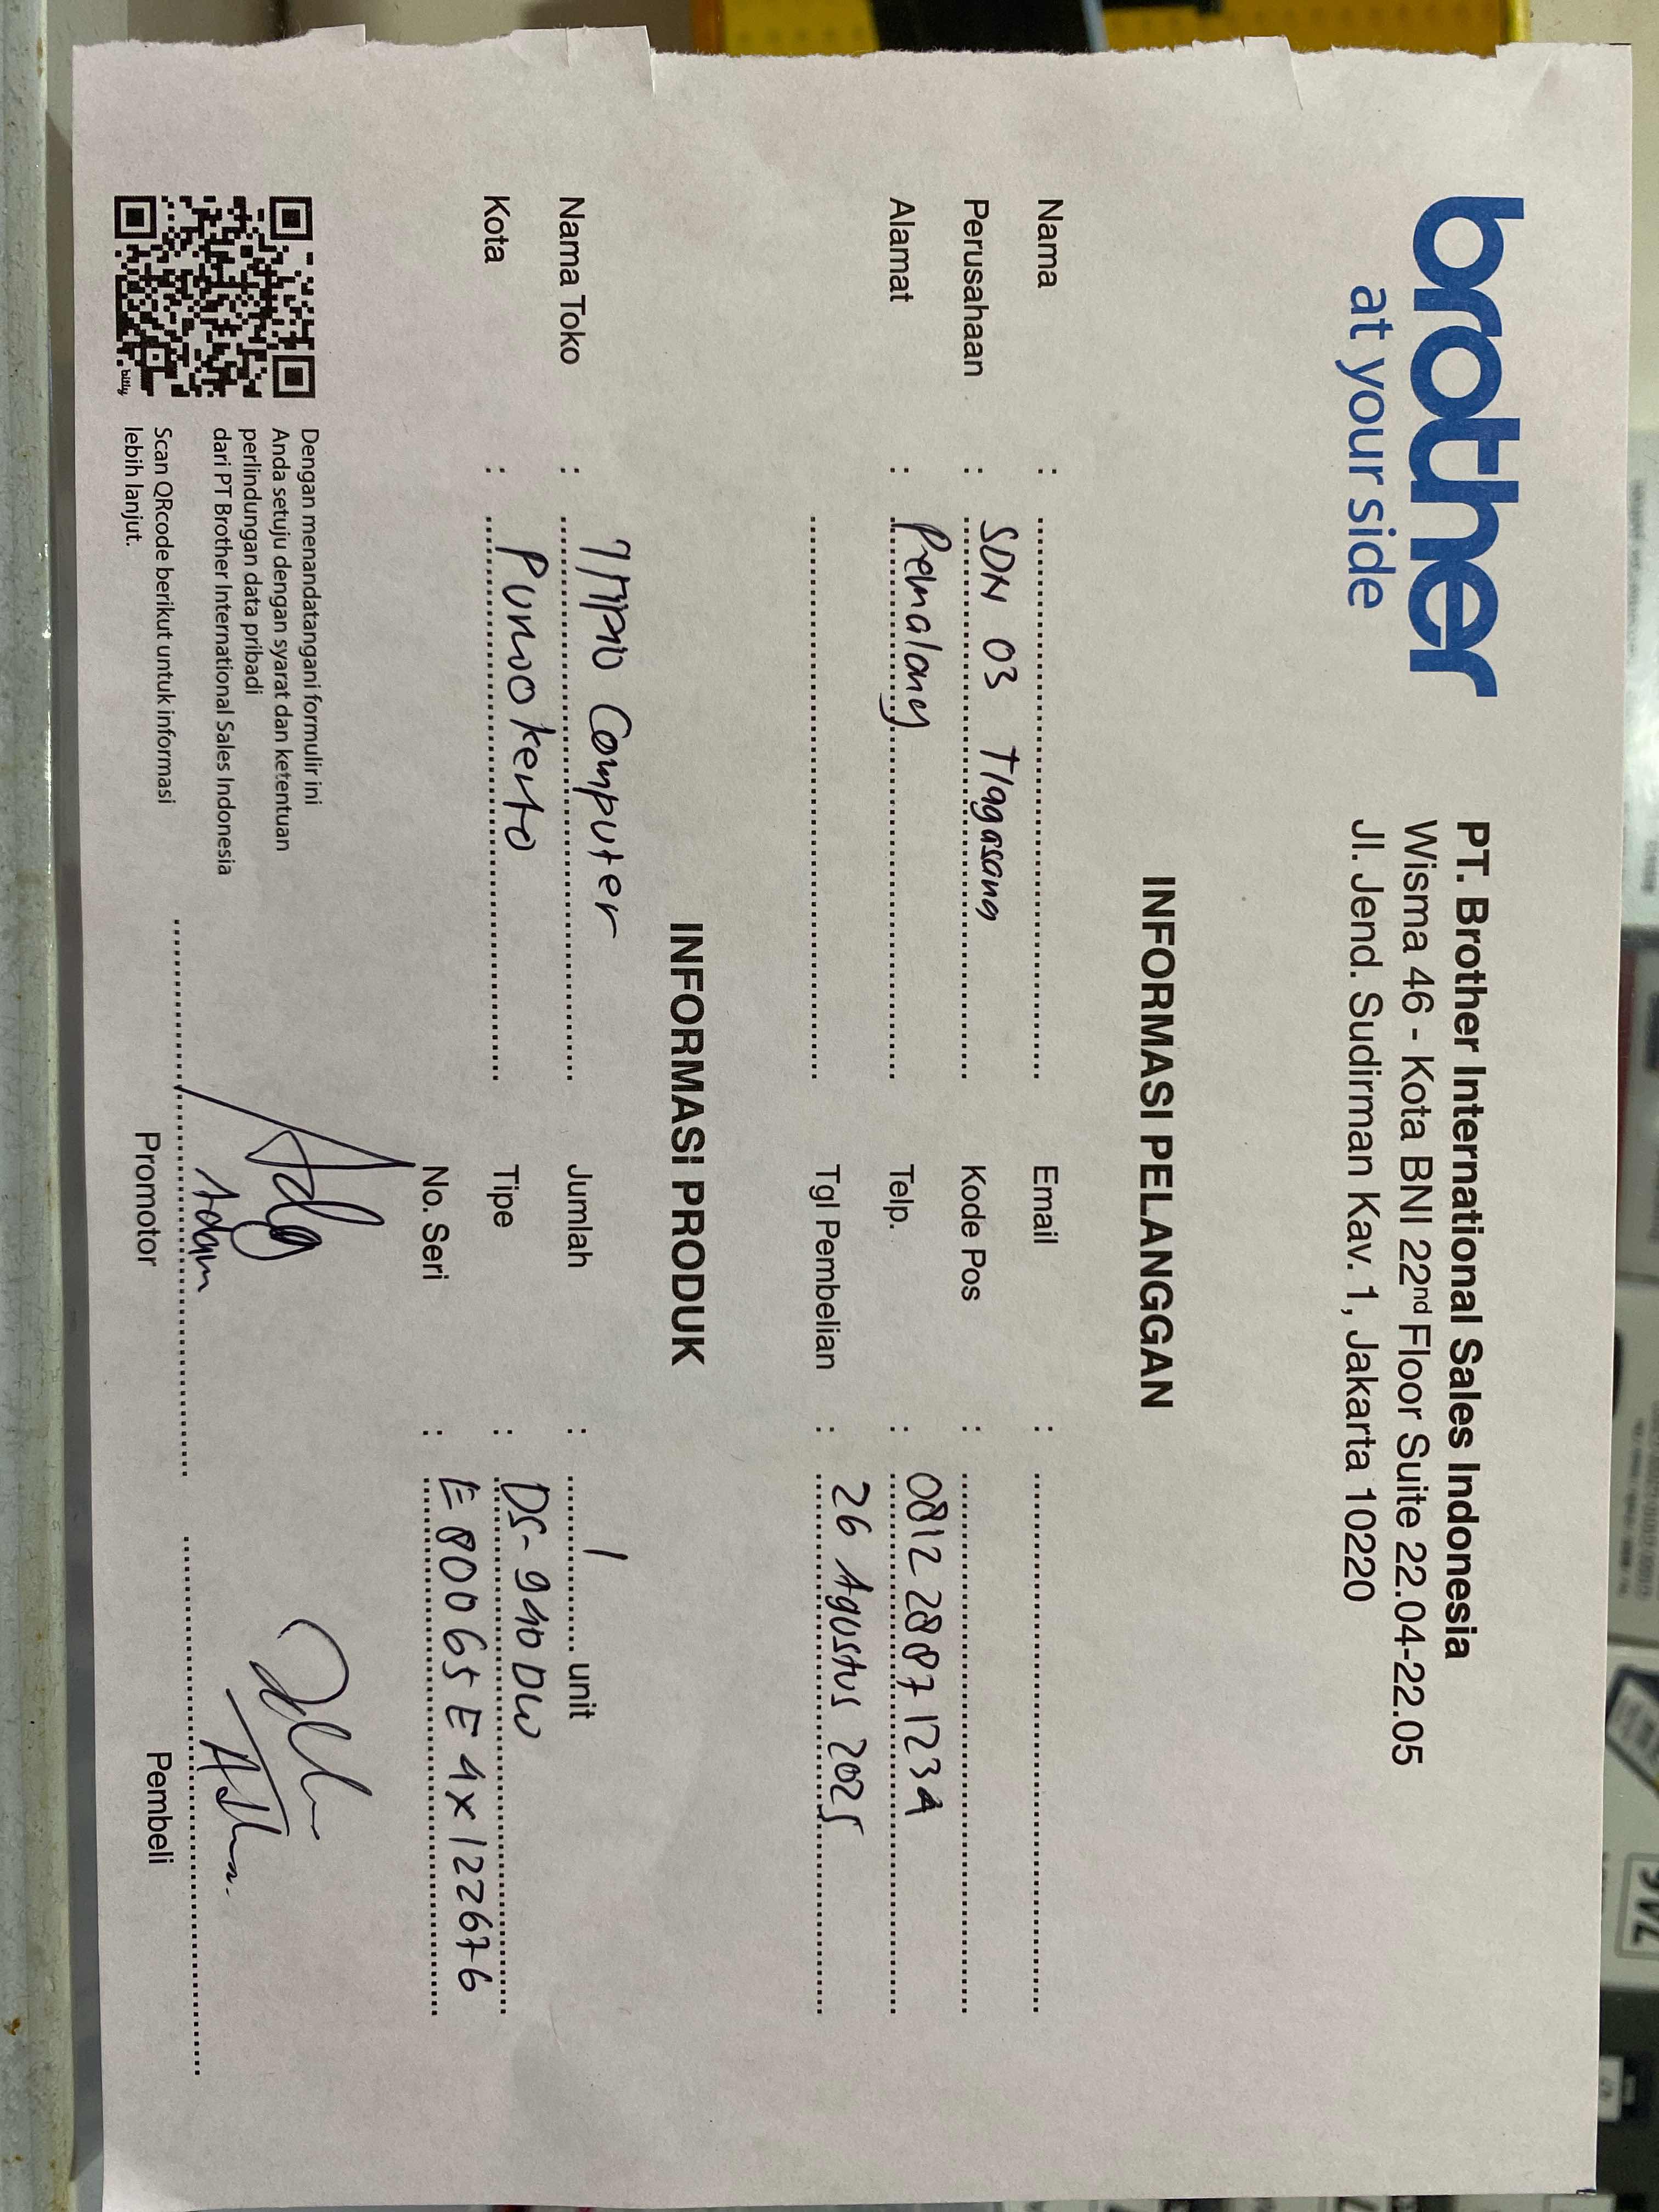 brother
at your side
PT. Brother International Sales Indonesia
Wisma 46 - Kota BNI 22nd Floor Suite 22.04-22.05
Jl. Jend. Sudirman Kav. 1, Jakarta 10220
INFORMASI PELANGGAN
Nama : Email :
Perusahaan : SDN 03 Tlagasana Kode Pos :
Alamat : Pemalang Telp. : 0812 2887 1234
Tgl Pembelian : 26 Agustus 2025
INFORMASI PRODUK
Nama Toko : Computer Jumlah : 1 unit
Kota : Purwokerto Tipe : DS-940DW
No. Seri : E80065E4X122676
Dengan menandatangani formulir ini
Anda setuju dengan syarat dan ketentuan
perlindungan data pribadi
dari PT Brother International Sales Indonesia
Scan QRcode berikut untuk informasi
lebih lanjut.
billy
Adam
Promotor Pembeli